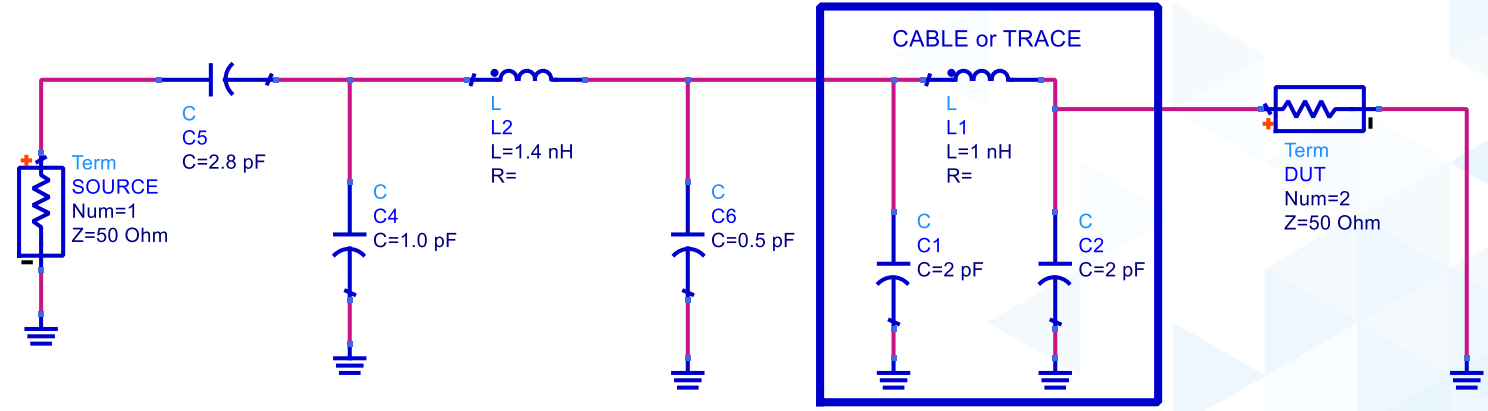 CABLE or TRACE
C
C5
C=2.8 pF
L
L2
L=1.4 nH
R=
L
L1
L=1 nH
R=
Term
SOURCE
Num=1
Z=50 Ohm
C
C4
C=1.0 pF
C
C6
C=0.5 pF
C
C1
C=2 pF
C
C2
C=2 pF
Term
DUT
Num=2
Z=50 Ohm